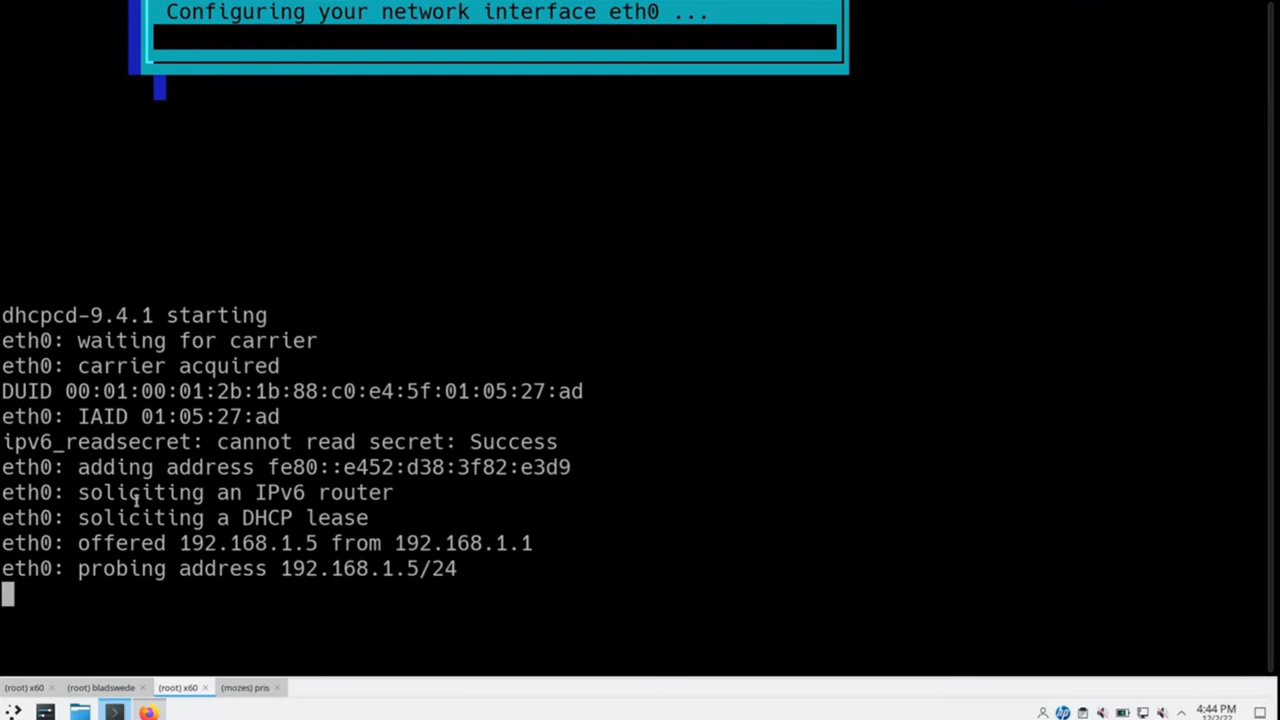 Configuring your network interface eth0 ...
dhcpcd-9.4.1 starting
eth0: waiting for carrier
eth0: carrier acquired
DUID 00:01:00:01:2b:1b:88:c0:e4:5f:01:05:27:ad
eth0: IAID 01:05:27:ad
ipv6_readsecret: cannot read secret: Success
eth0: adding address fe80::e452:d38:3f82:e3d9
eth0: soliciting an IPv6 router
eth0: soliciting a DHCP lease
eth0: offered 192.168.1.5 from 192.168.1.1
eth0: probing address 192.168.1.5/24
(root) x60 (root) bladswede (root) x60 (mozes) pris
4:44 PM
12/2/22